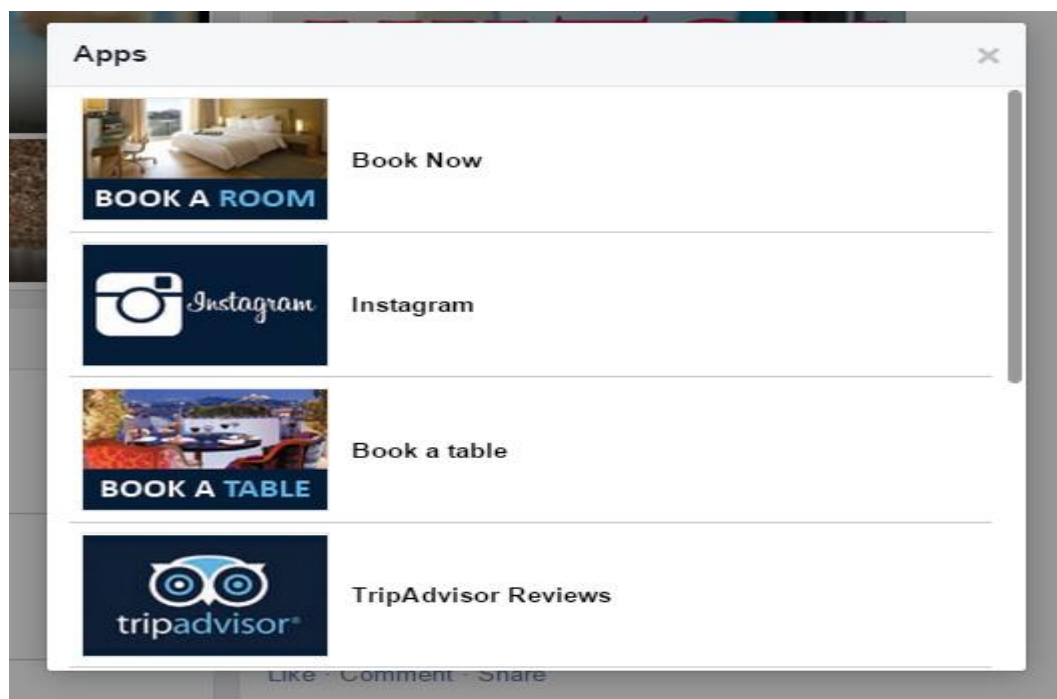 Apps
×
Book Now
BOOK A ROOM
Instagram
Instagram
Book a table
BOOK A TABLE
TripAdvisor Reviews
tripadvisor®
Like · Comment · Share